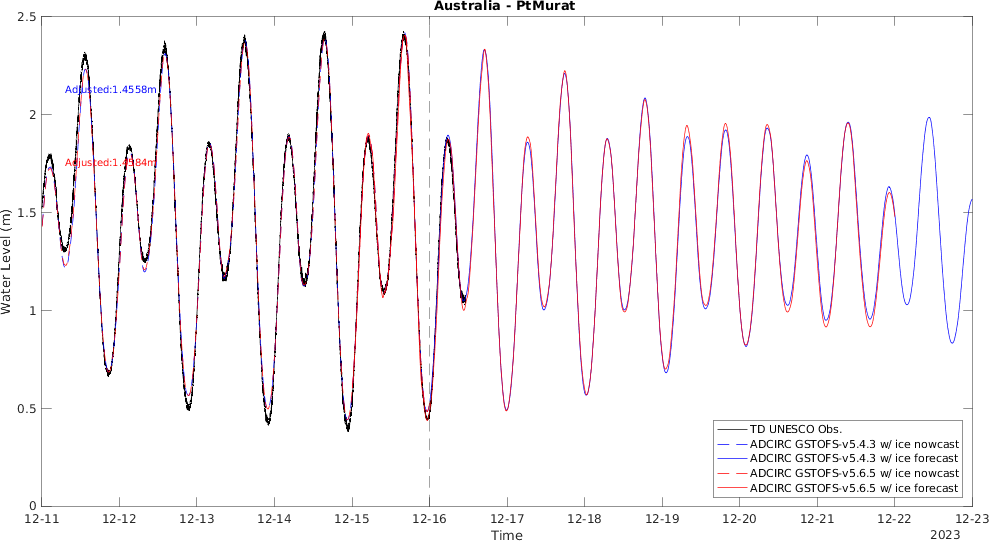 Australia - PtMurat
2.5
2
1.5
1
0.5
0
Water Level (m)
Adjusted:1.4558m
Adjusted:1.4984m
TD UNESCO Obs.
ADCIRC GSTOFS-v5.4.3 w/ ice nowcast
ADCIRC GSTOFS-v5.4.3 w/ ice forecast
ADCIRC GSTOFS-v5.6.5 w/ ice nowcast
ADCIRC GSTOFS-v5.6.5 w/ ice forecast
12-11 12-12 12-13 12-14 12-15 12-16 12-17 12-18 12-19 12-20 12-21 12-22 12-23
Time
2023